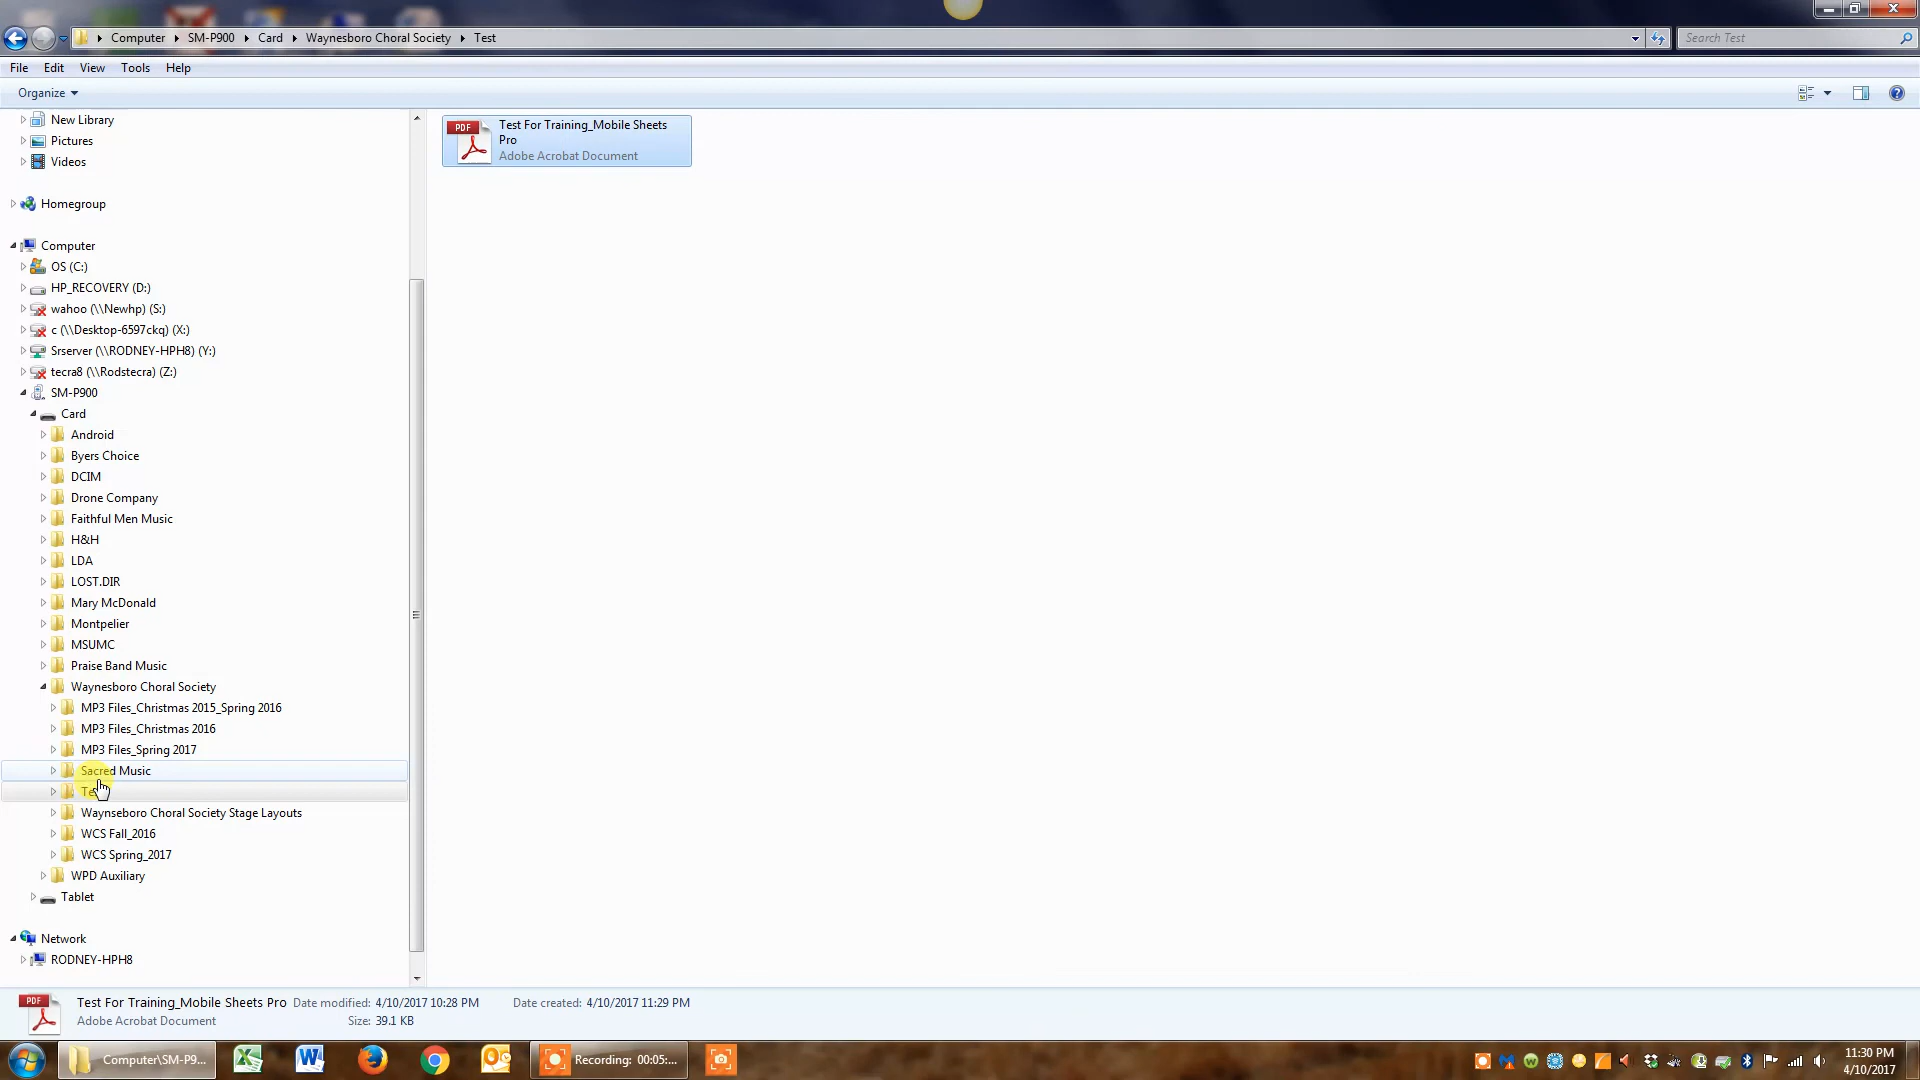 Computer SM-P900 Card Waynesboro Choral Society Test
Search Test
File Edit View Tools Help
Organize
New Library
Pictures
Videos
Homegroup
Computer
OS (C:)
HP_RECOVERY (D:)
wahoo (\\Newhp) (S:)
c (\\Desktop-6597ckq) (X:)
Srserver (\\RODNEY-HPH8) (Y:)
tecra8 (\\Rodstecra) (Z:)
SM-P900
Card
Android
Byers Choice
DCIM
Drone Company
Faithful Men Music
H&H
LDA
LOST.DIR
Mary McDonald
Montpelier
MSUMC
Praise Band Music
Waynesboro Choral Society
MP3 Files_Christmas 2015_Spring 2016
MP3 Files_Christmas 2016
MP3 Files_Spring 2017
Sacred Music
Waynseboro Choral Society Stage Layouts
WCS Fall_2016
WCS Spring_2017
WPD Auxiliary
Tablet
Network
RODNEY-HPH8
PDF
Test For Training_Mobile Sheets
Pro
Adobe Acrobat Document
PDF
Test For Training_Mobile Sheets Pro Date modified: 4/10/2017 10:28 PM Date created: 4/10/2017 11:29 PM
Adobe Acrobat Document Size: 39.1 KB
Computer\SM-P9...
Recording: 00:05:...
11:30 PM
4/10/2017